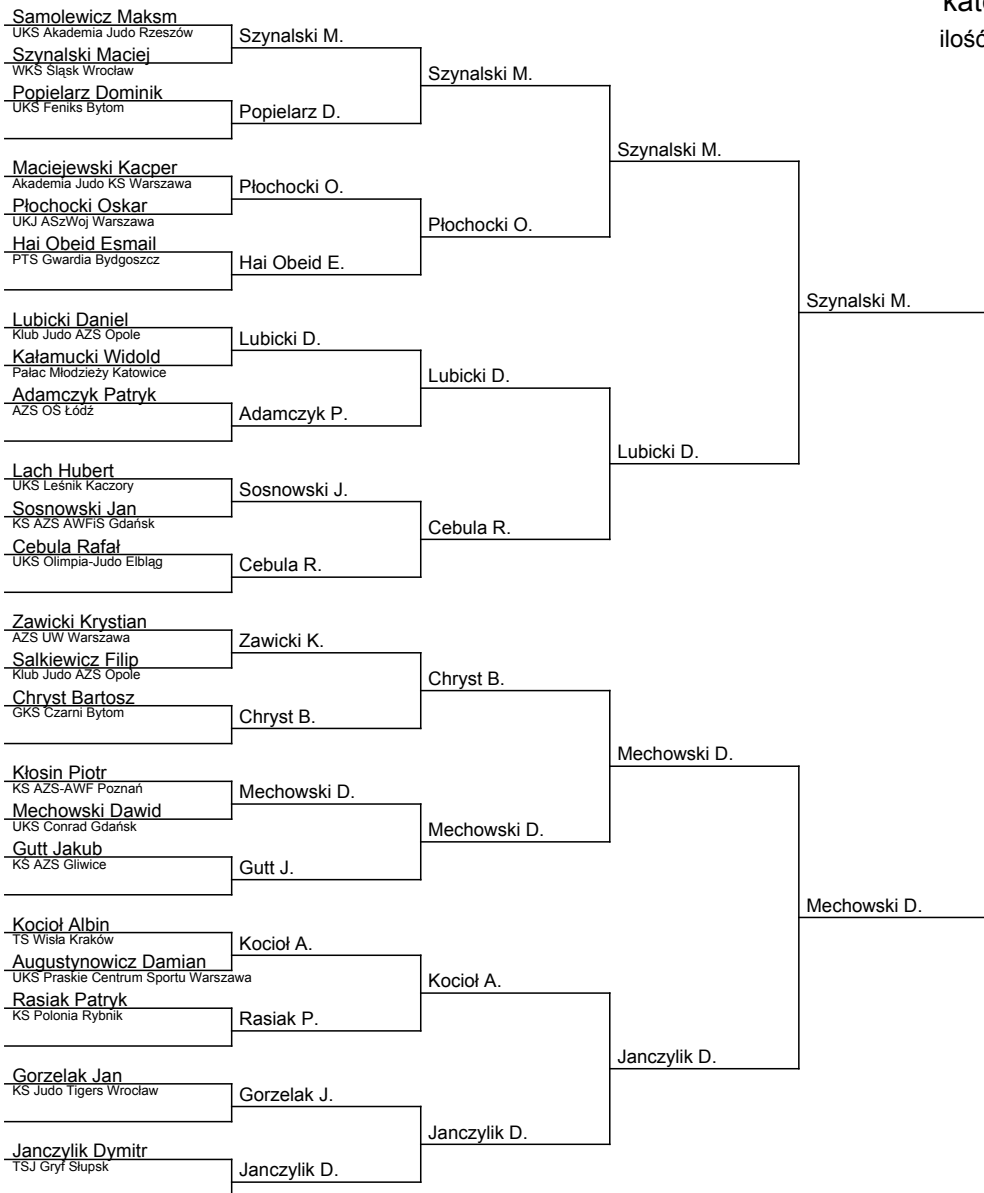 Samolewicz Maksm
UKS Akademia Judo Rzeszów
Szynalski Maciej
WKS Śląsk Wrocław
Popielarz Dominik
UKS Feniks Bytom
Maciejewski Kacper
Akademia Judo KS Warszawa
Płochocki Oskar
UKJ ASzWoj Warszawa
Hai Obeid Esmail
PTS Gwardia Bydgoszcz
Lubicki Daniel
Klub Judo AZS Opole
Kałamucki Widold
Pałac Młodzieży Katowice
Adamczyk Patryk
AZS OŚ Łódź
Lach Hubert
UKS Leśnik Kaczory
Sosnowski Jan
KS AZS AWFiS Gdańsk
Cebula Rafał
UKS Olimpia-Judo Elbląg
Zawicki Krystian
AZS UW Warszawa
Salkiewicz Filip
Klub Judo AZS Opole
Chryst Bartosz
GKS Czarni Bytom
Kłosin Piotr
KS AZS-AWF Poznań
Mechowski Dawid
UKS Conrad Gdańsk
Gutt Jakub
KŚ AZS Gliwice
Kocioł Albin
TS Wisła Kraków
Augustynowicz Damian
UKS Praskie Centrum Sportu Warszawa
Rasiak Patryk
KS Polonia Rybnik
Gorzelak Jan
KS Judo Tigers Wrocław
Janczylik Dymitr
TSJ Gryf Słupsk
Szynalski M.
Popielarz D.
Płochocki O.
Hai Obeid E.
Lubicki D.
Adamczyk P.
Sosnowski J.
Cebula R.
Zawicki K.
Chryst B.
Mechowski D.
Gutt J.
Kocioł A.
Rasiak P.
Gorzelak J.
Janczylik D.
Szynalski M.
Płochocki O.
Lubicki D.
Cebula R.
Chryst B.
Mechowski D.
Kocioł A.
Janczylik D.
Szynalski M.
Lubicki D.
Mechowski D.
Janczylik D.
Szynalski M.
Mechowski D.
ilość